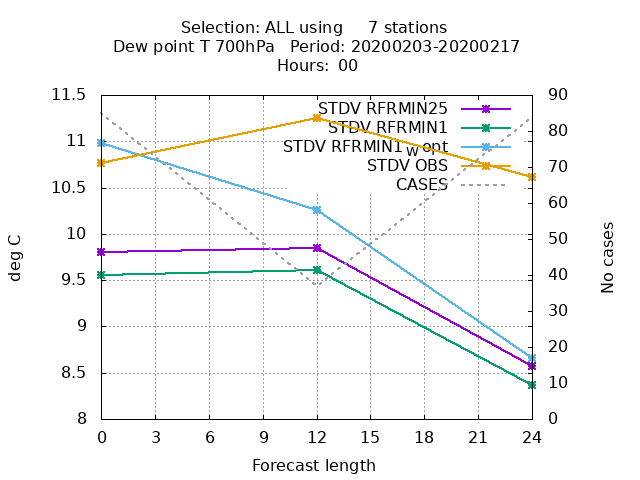 Selection: ALL using     7 stations
Dew point T 700hPa   Period: 20200203-20200217
Hours: 00
STDV RFRMIN25
STDV RFRMIN1
STDV RFRMIN1wopt
STDV OBS
CASES
deg C
11.5
11
10.5
10
9.5
9
8.5
8
90
80
70
60
50
40
30
20
10
0
No cases
0 3 6 9 12 15 18 21 24
Forecast length